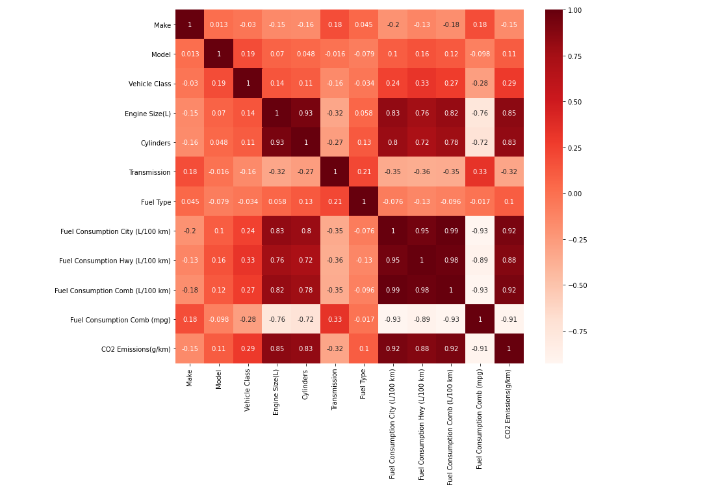 Make 1 0.013 -0.03 -0.15 -0.16 0.18 0.045 -0.2 -0.13 -0.18 0.18 -0.15
Model 0.013 1 0.19 0.07 0.048 -0.016 -0.079 0.1 0.16 0.12 -0.098 0.11
Vehicle Class -0.03 0.19 1 0.14 0.11 -0.16 -0.034 0.24 0.33 0.27 -0.28 0.29
Engine Size(L) -0.15 0.07 0.14 1 0.93 -0.32 0.058 0.83 0.76 0.82 -0.76 0.85
Cylinders -0.16 0.048 0.11 0.93 1 -0.27 0.13 0.8 0.72 0.78 -0.72 0.83
Transmission 0.18 -0.016 -0.16 -0.32 -0.27 1 0.21 -0.35 -0.36 -0.35 0.33 -0.32
Fuel Type 0.045 -0.079 -0.034 0.058 0.13 0.21 1 -0.076 -0.13 -0.096 -0.017 0.1
Fuel Consumption City (L/100 km) -0.2 0.1 0.24 0.83 0.8 -0.35 -0.076 1 0.95 0.99 -0.93 0.92
Fuel Consumption Hwy (L/100 km) -0.13 0.16 0.33 0.76 0.72 -0.36 -0.13 0.95 1 0.98 -0.89 0.88
Fuel Consumption Comb (L/100 km) -0.18 0.12 0.27 0.82 0.78 -0.35 -0.096 0.99 0.98 1 -0.93 0.92
Fuel Consumption Comb (mpg) 0.18 -0.098 -0.28 -0.76 -0.72 0.33 -0.017 -0.93 -0.89 -0.93 1 -0.91
CO2 Emissions(g/km) -0.15 0.11 0.29 0.85 0.83 -0.32 0.1 0.92 0.88 0.92 -0.91 1
Make
Model
Vehicle Class
Engine Size(L)
Cylinders
Transmission
Fuel Type
Fuel Consumption City (L/100 km)
Fuel Consumption Hwy (L/100 km)
Fuel Consumption Comb (L/100 km)
Fuel Consumption Comb (mpg)
CO2 Emissions(g/km)
1.00
0.75
0.50
0.25
0.00
−0.25
−0.50
−0.75